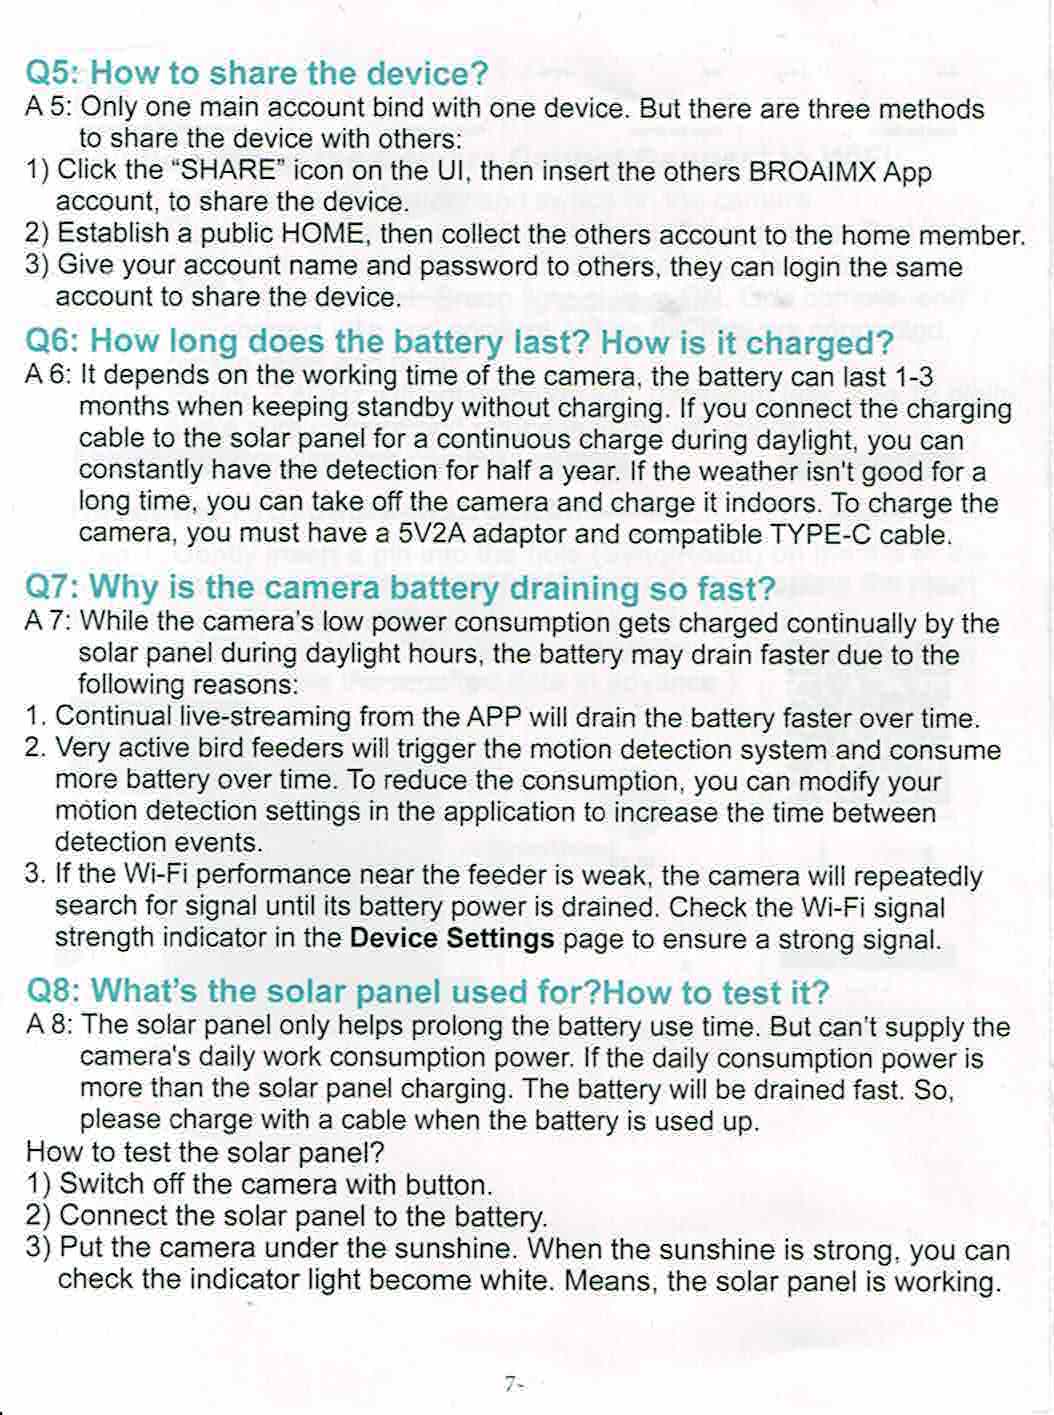 Q5: How to share the device?
A 5: Only one main account bind with one device. But there are three methods
to share the device with others:
1) Click the “SHARE” icon on the UI, then insert the others BROAIMX App
account, to share the device.
2) Establish a public HOME, then collect the others account to the home member.
3) Give your account name and password to others, they can login the same
account to share the device.
Q6: How long does the battery last? How is it charged?
A 6: It depends on the working time of the camera, the battery can last 1-3
months when keeping standby without charging. If you connect the charging
cable to the solar panel for a continuous charge during daylight, you can
constantly have the detection for half a year. If the weather isn't good for a
long time, you can take off the camera and charge it indoors. To charge the
camera, you must have a 5V2A adaptor and compatible TYPE-C cable.
Q7: Why is the camera battery draining so fast?
A 7: While the camera's low power consumption gets charged continually by the
solar panel during daylight hours, the battery may drain faster due to the
following reasons:
1. Continual live-streaming from the APP will drain the battery faster over time.
2. Very active bird feeders will trigger the motion detection system and consume
more battery over time. To reduce the consumption, you can modify your
motion detection settings in the application to increase the time between
detection events.
3. If the Wi-Fi performance near the feeder is weak, the camera will repeatedly
search for signal until its battery power is drained. Check the Wi-Fi signal
strength indicator in the Device Settings page to ensure a strong signal.
Q8: What's the solar panel used for?How to test it?
A 8: The solar panel only helps prolong the battery use time. But can't supply the
camera's daily work consumption power. If the daily consumption power is
more than the solar panel charging. The battery will be drained fast. So,
please charge with a cable when the battery is used up.
How to test the solar panel?
1) Switch off the camera with button.
2) Connect the solar panel to the battery.
3) Put the camera under the sunshine. When the sunshine is strong, you can
check the indicator light become white. Means, the solar panel is working.
7-